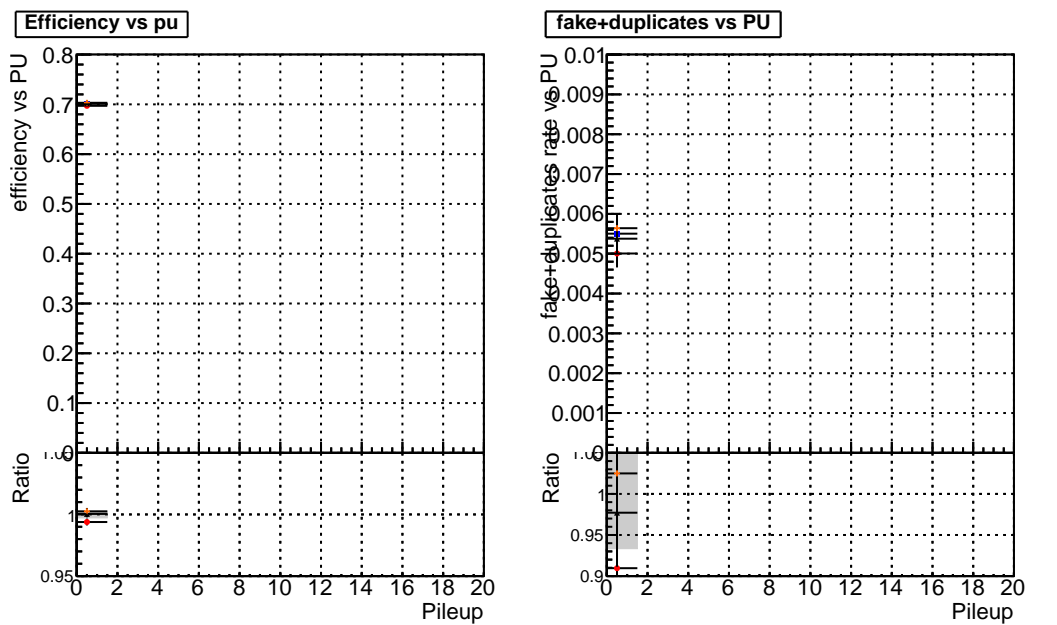 Efficiency vs pu
efficiency vs PU
0.8
0.7
0.6
0.5
0.4
0.3
0.2
0.1
0
Ratio
1
0.95
0 2 4 6 8 10 12 14 16 18 20
Pileup
fake+duplicates vs PU
fake+duplicates rate vs PU
0.01
0.009
0.008
0.007
0.006
0.005
0.004
0.003
0.002
0.001
0
Ratio
1
0.95
0.9
0 2 4 6 8 10 12 14 16 18 20
Pileup